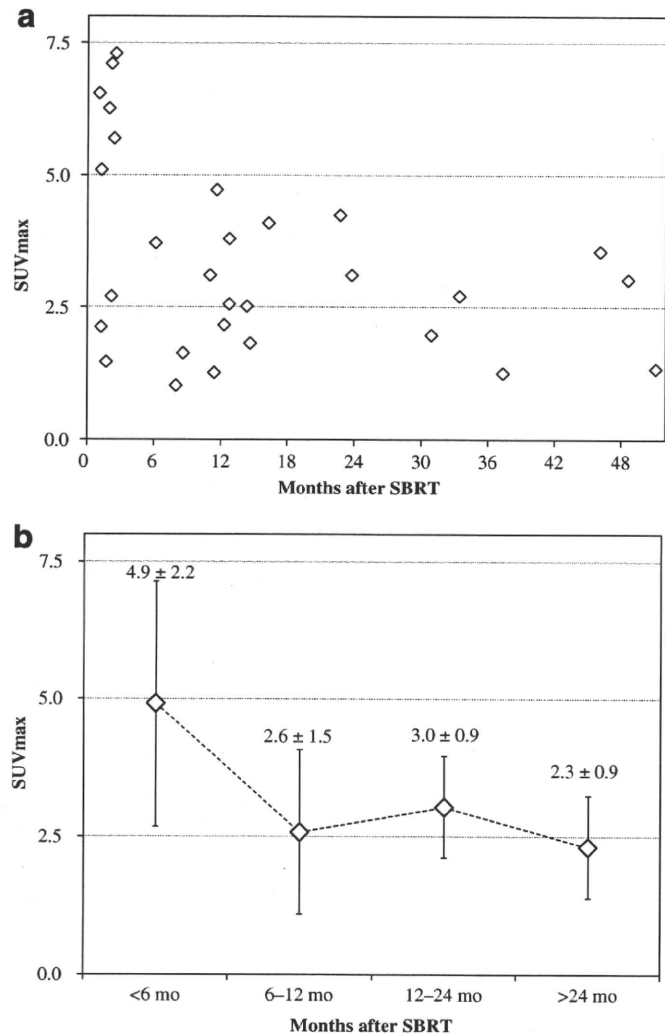 a
7.5
5.0
2.5
0.0
SUVmax
0 6 12 18 24 30 36 42 48
Months after SBRT
b
7.5
5.0
2.5
0.0
SUVmax
4.9 ± 2.2
2.6 ± 1.5
3.0 ± 0.9
2.3 ± 0.9
<6 mo 6–12 mo 12–24 mo >24 mo
Months after SBRT